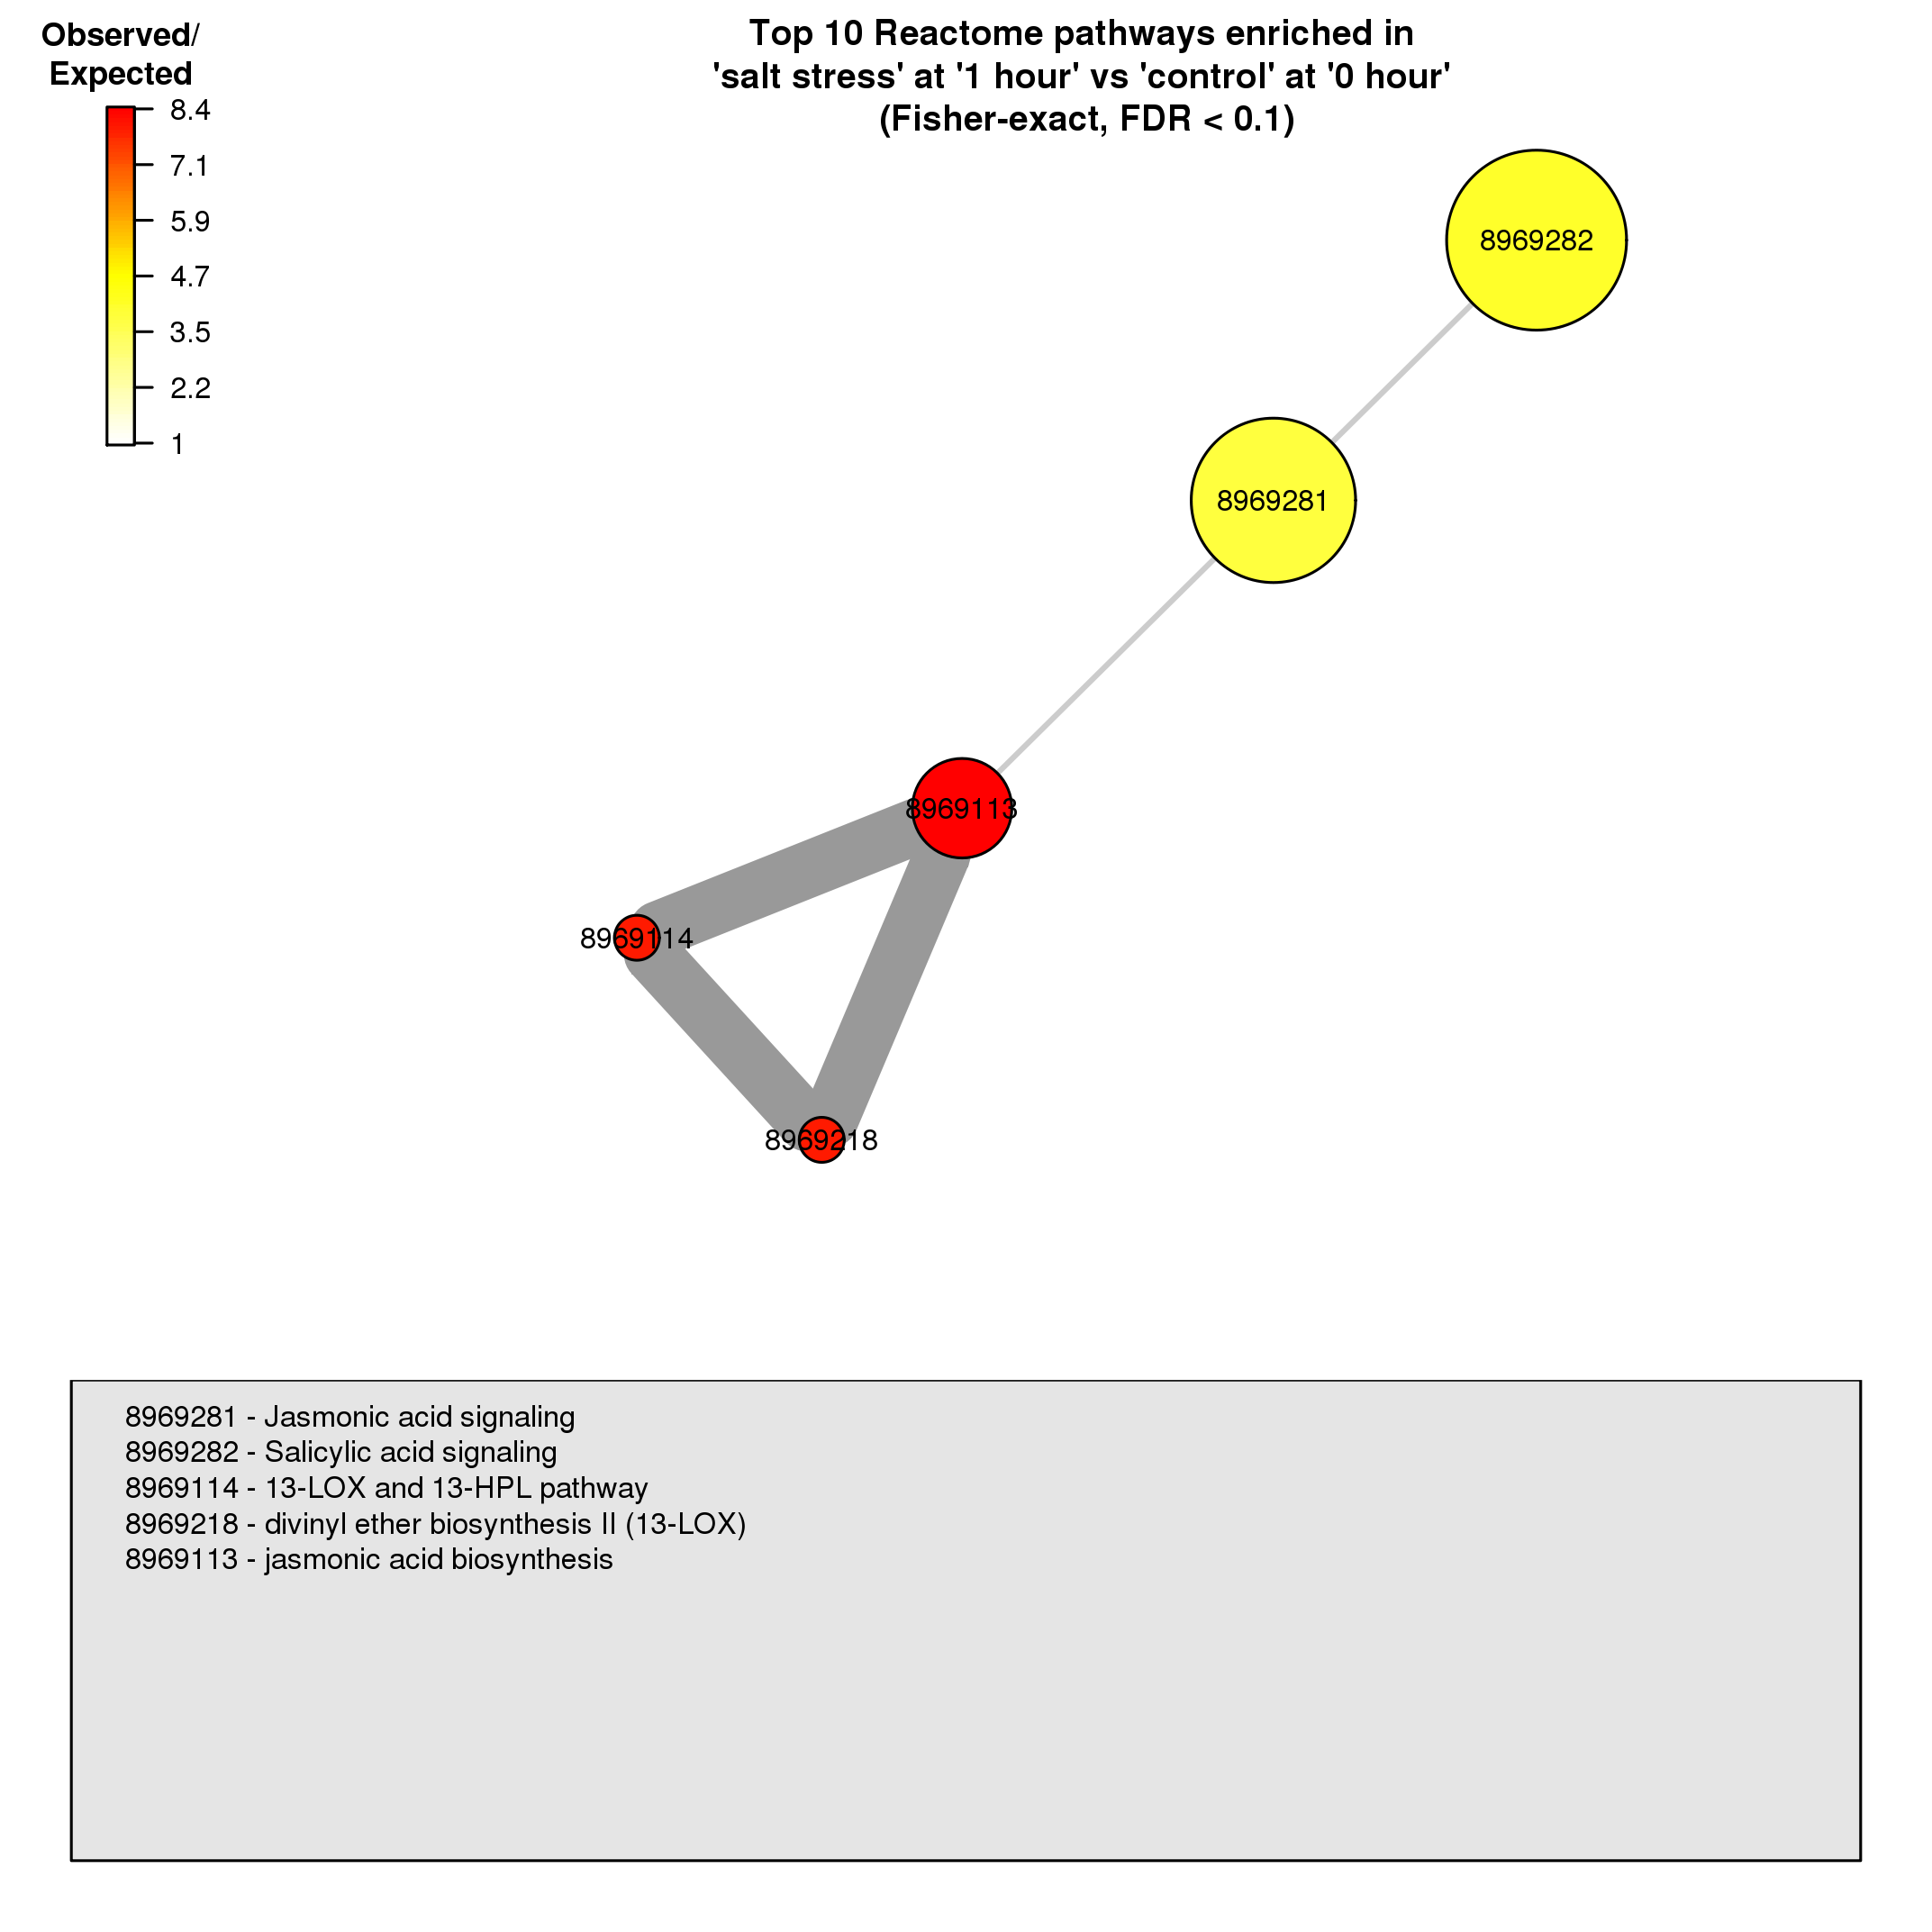 Observed/
Expected
8.4
7.1
5.9
4.7
3.5
2.2
1
Top 10 Reactome pathways enriched in
'salt stress' at '1 hour' vs 'control' at '0 hour'
(Fisher-exact, FDR < 0.1)
8969282
8969281
8969113
8969114
8969218
8969281 - Jasmonic acid signaling
8969282 - Salicylic acid signaling
8969114 - 13-LOX and 13-HPL pathway
8969218 - divinyl ether biosynthesis II (13-LOX)
8969113 - jasmonic acid biosynthesis